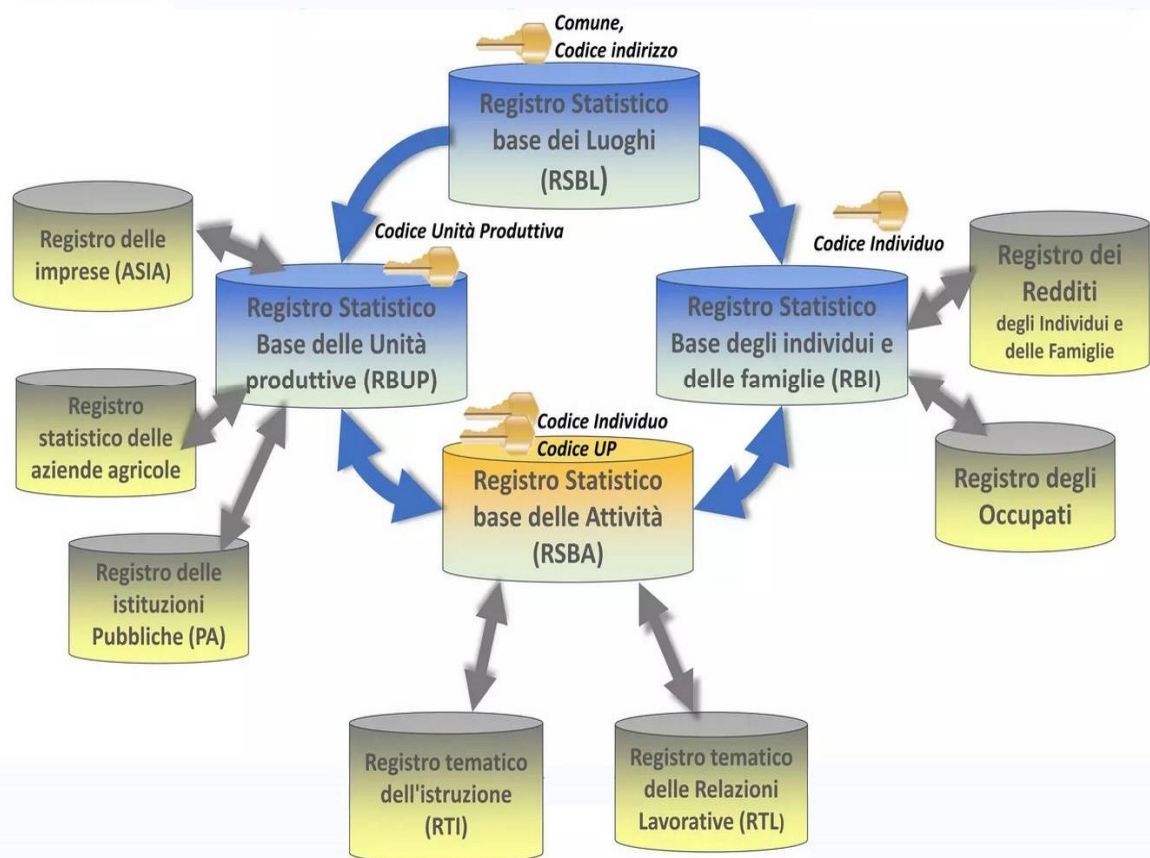 Comune,
Codice indirizzo
Registro Statistico
base dei Luoghi
(RSBL)
Codice Unità Produttiva
Codice Individuo
Registro delle
imprese (ASIA)
Registro Statistico
Base delle Unità
produttive (RBUP)
Registro Statistico
Base degli individui e
delle famiglie (RBI)
Registro dei
Redditi
degli Individui e
delle Famiglie
Registro
statistico delle
aziende agricole
Codice Individuo
Codice UP
Registro Statistico
base delle Attività
(RSBA)
Registro degli
Occupati
Registro delle
istituzioni
Pubbliche (PA)
Registro tematico
dell'istruzione
(RTI)
Registro tematico
delle Relazioni
Lavorative (RTL)